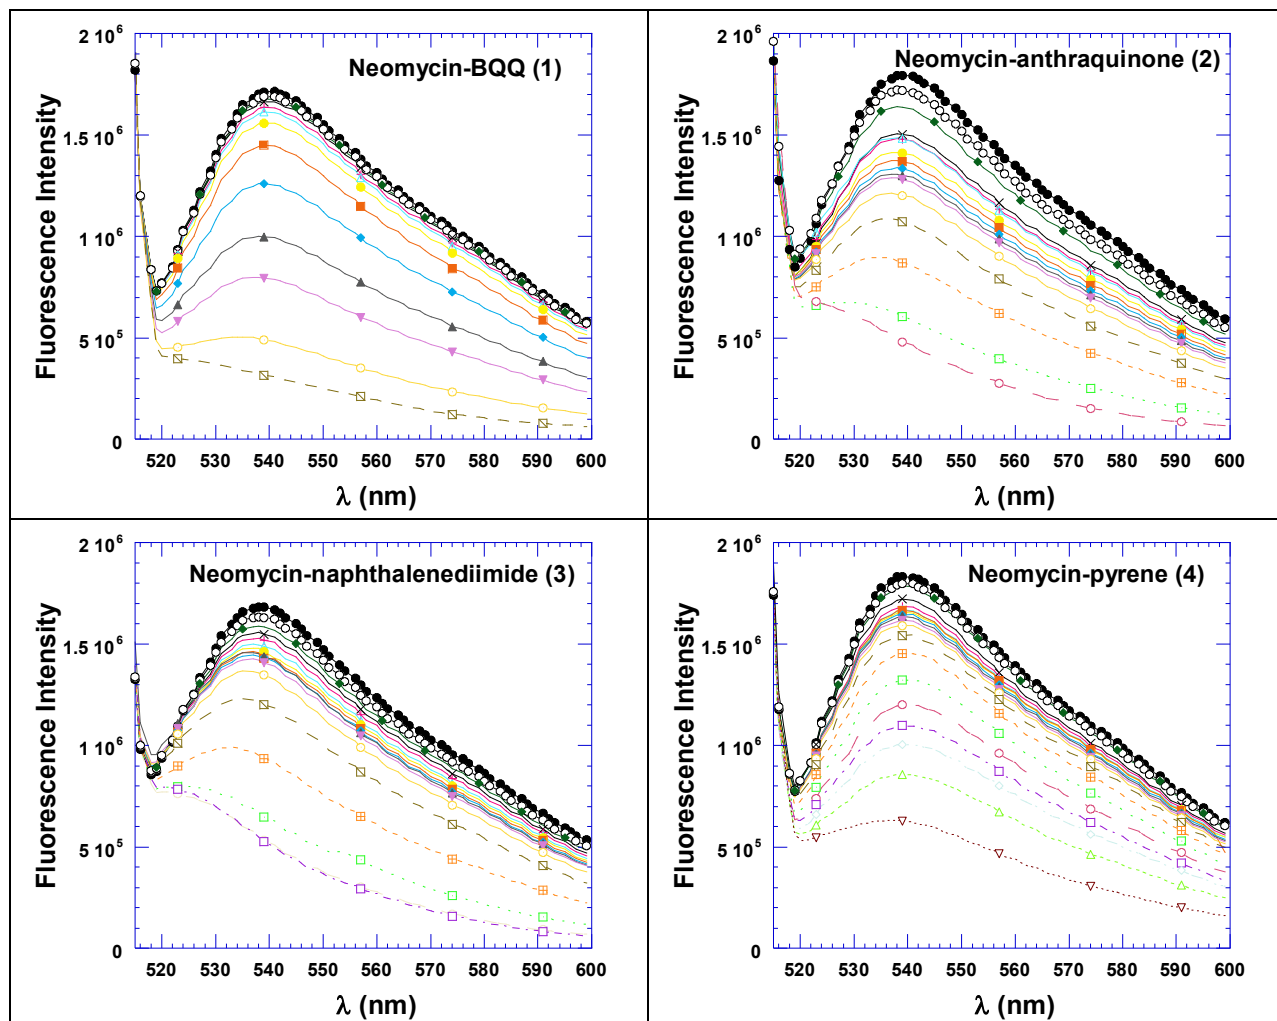 Neomycin-BQQ (1)
Fluorescence Intensity
2 10⁶
1.5 10⁶
1 10⁶
5 10⁵
0
520 530 540 550 560 570 580 590 600
λ (nm)
Neomycin-anthraquinone (2)
Fluorescence Intensity
2 10⁶
1.5 10⁶
1 10⁶
5 10⁵
0
520 530 540 550 560 570 580 590 600
λ (nm)
Neomycin-naphthalenediimide (3)
Fluorescence Intensity
2 10⁶
1.5 10⁶
1 10⁶
5 10⁵
0
520 530 540 550 560 570 580 590 600
λ (nm)
Neomycin-pyrene (4)
Fluorescence Intensity
2 10⁶
1.5 10⁶
1 10⁶
5 10⁵
0
520 530 540 550 560 570 580 590 600
λ (nm)